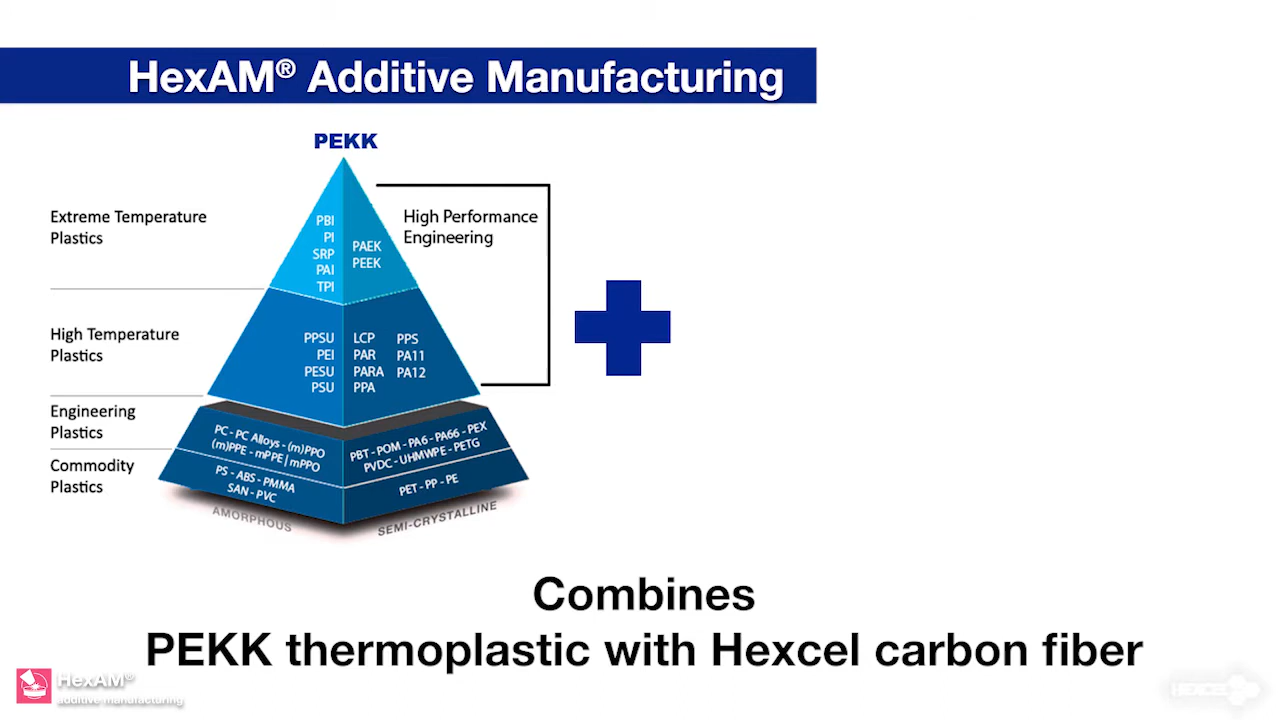 HexAM® Additive Manufacturing
PEKK
Extreme Temperature
Plastics
PBI
PI
SRP
PAI
TPI
PAEK
PEEK
High Performance
Engineering
High Temperature
Plastics
PPSU
PEI
PESU
PSU
LCP
PAR
PARA
PPA
PPS
PA11
PA12
Engineering
Plastics
PC - PC Alloys - (m)PPO
(m)PPE - mPPE | mPPO
PBT - POM - PA6 - PA66 - PEX
PVDC - UHMWPE - PETG
Commodity
Plastics
PS - ABS - PMMA
SAN - PVC
PET - PP - PE
AMORPHOUS
SEMI-CRYSTALLINE
Combines
PEKK thermoplastic with Hexcel carbon fiber
HexAM®
additive manufacturing
HEXCEL